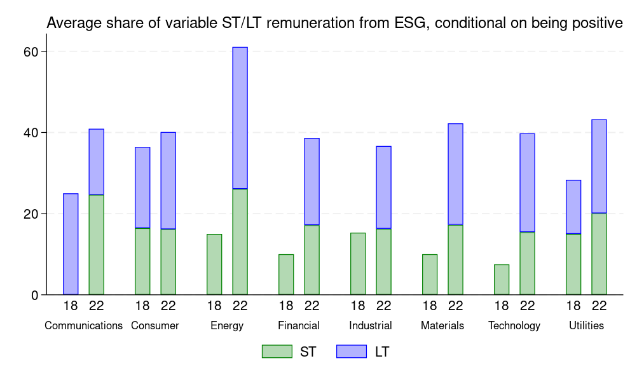 Average share of variable ST/LT remuneration from ESG, conditional on being positive
60
40
20
0
18 22 18 22 18 22 18 22 18 22 18 22 18 22 18 22
Communications Consumer Energy Financial Industrial Materials Technology Utilities
ST LT